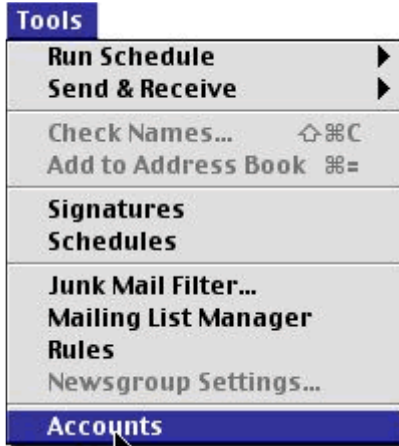 Tools
Run Schedule
Send & Receive
Check Names... ⇧⌘C
Add to Address Book ⌘=
Signatures
Schedules
Junk Mail Filter...
Mailing List Manager
Rules
Newsgroup Settings...
Accounts